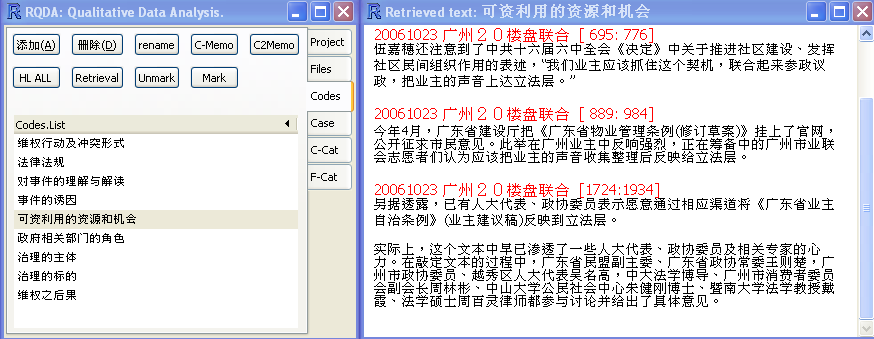 RQDA: Qualitative Data Analysis.
添加(A)
删除(D)
rename
C-Memo
C2Memo
HL ALL
Retrieval
Unmark
Mark
Project
Files
Codes
Case
C-Cat
F-Cat
Codes.List
维权行动及冲突形式
法律法规
对事件的理解与解读
事件的诱因
可资利用的资源和机会
政府相关部门的角色
治理的主体
治理的标的
维权之后果
Retrieved text: 可资利用的资源和机会
20061023 广州２０楼盘联合 [ 695: 776]
伍嘉穗还注意到了中共十六届六中全会《决定》中关于推进社区建设、发挥
社区民间组织作用的表述，“我们业主应该抓住这个契机，联合起来参政议
政，把业主的声音上达立法层。”
20061023 广州２０楼盘联合 [ 889: 984]
今年4月，广东省建设厅把《广东省物业管理条例(修订草案)》挂上了官网，
公开征求市民意见。此举在广州业主中反响强烈，正在筹备中的广州市业联
会志愿者们认为应该把业主的声音收集整理后反映给立法层。
20061023 广州２０楼盘联合 [1724:1934]
另据透露，已有人大代表、政协委员表示愿意通过相应渠道将《广东省业主
自治条例》(业主建议稿)反映到立法层。
实际上，这个文本中早已渗透了一些人大代表、政协委员及相关专家的心
力。在敲定文本的过程中，广东省民盟副主委、广东省政协常委王则楚，广
州市政协委员、越秀区人大代表吴名高，中大法学博导、广州市消费者委员
会副会长周林彬、中山大学公民社会中心朱健刚博士、暨南大学法学教授戴
霞、法学硕士周百灵律师都参与讨论并给出了具体意见。